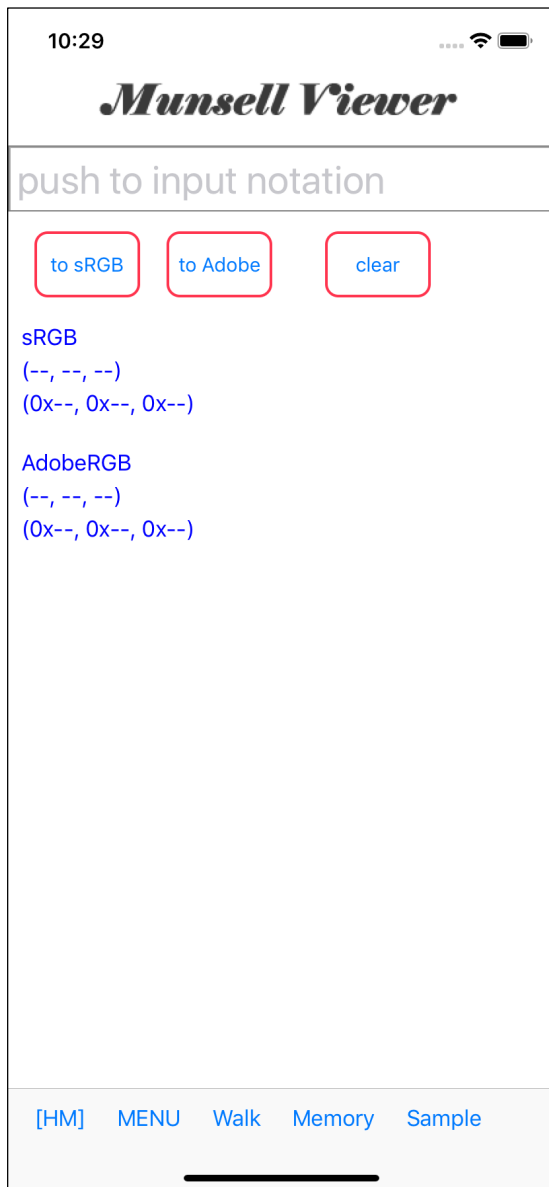 10:29
Munsell Viewer
push to input notation
to sRGB to Adobe clear
sRGB
(--, --, --)
(0x--, 0x--, 0x--)
AdobeRGB
(--, --, --)
(0x--, 0x--, 0x--)
[HM] MENU Walk Memory Sample